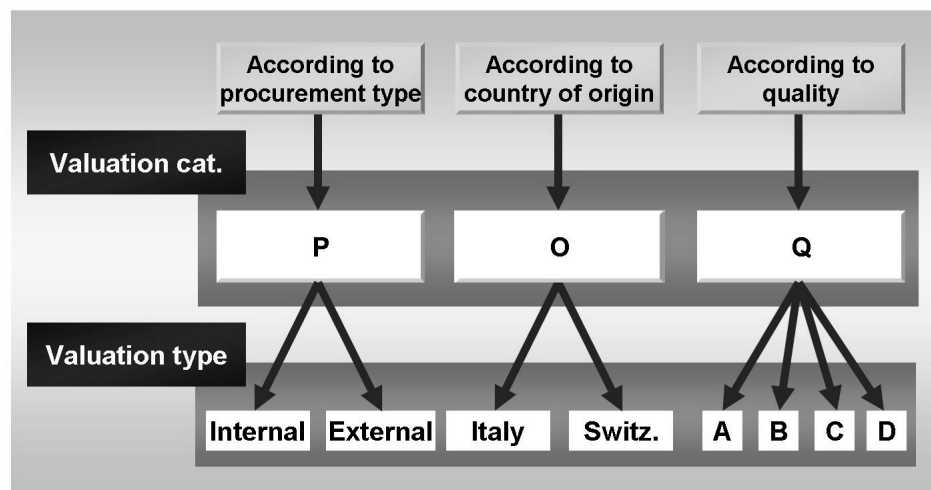 According to
procurement type
According to
country of origin
According to
quality
Valuation cat.
P
O
Q
Valuation type
Internal
External
Italy
Switz.
A
B
C
D